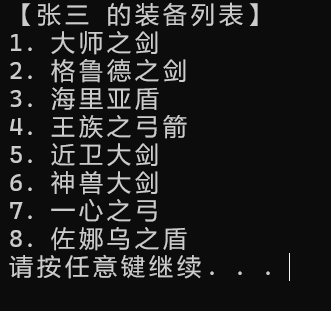 【张三 的装备列表】
1. 大师之剑
2. 格鲁德之剑
3. 海里亚盾
4. 王族之弓箭
5. 近卫大剑
6. 神兽大剑
7. 一心之弓
8. 佐娜乌之盾
请按任意键继续. . .